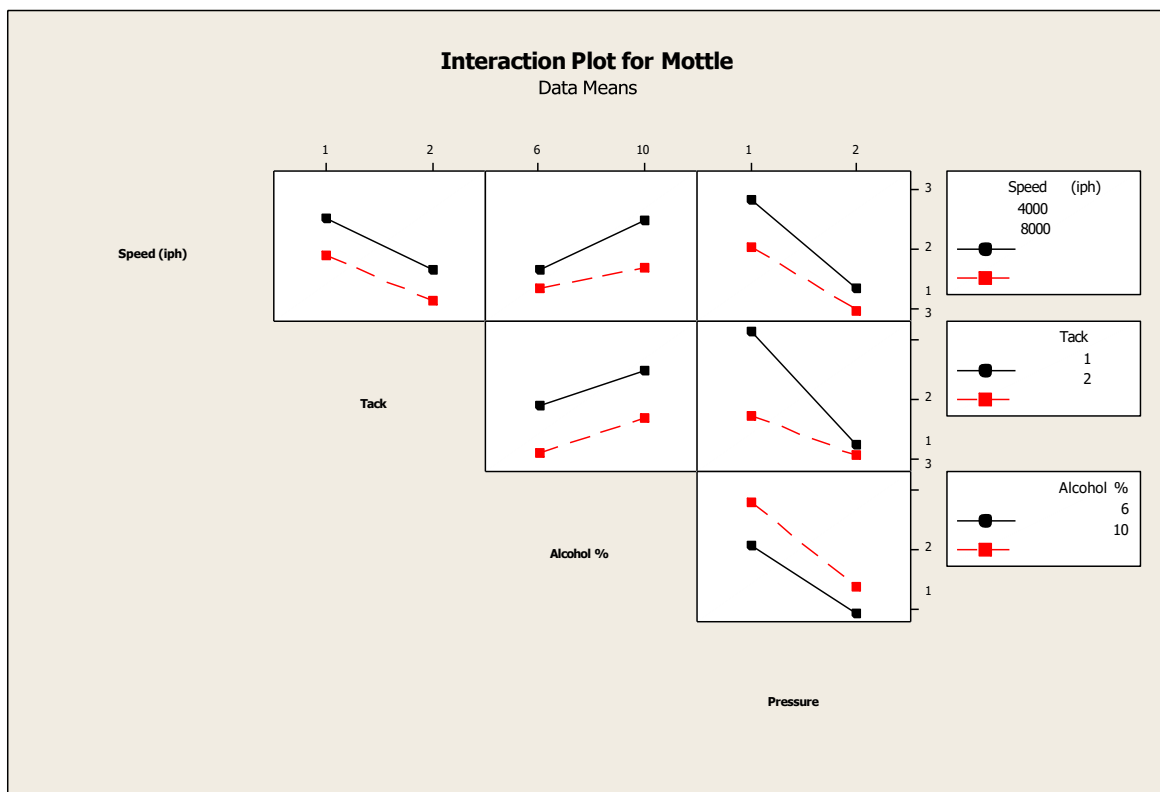 Interaction Plot for Mottle
Data Means
1 2 6 10 1 2
Speed (iph)
3
2
1
3
Speed (iph)
4000
8000
Tack
2
1
3
Tack
1
2
Alcohol %
2
1
Alcohol %
6
10
Pressure